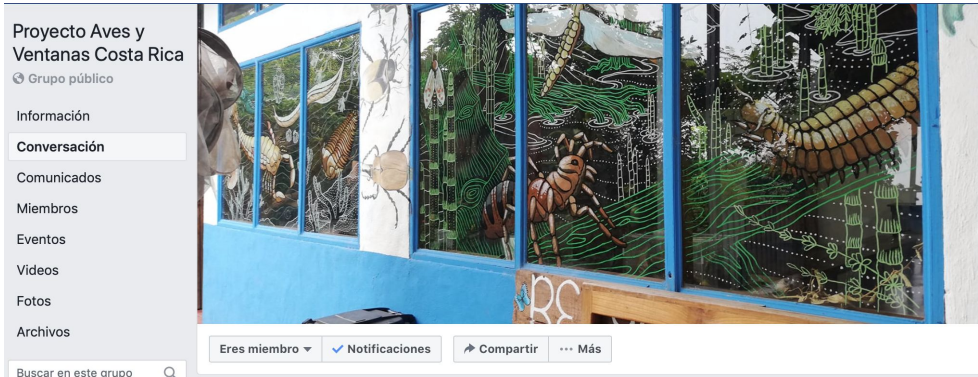 Proyecto Aves y
Ventanas Costa Rica
Grupo público
Información
Conversación
Comunicados
Miembros
Eventos
Videos
Fotos
Archivos
Buscar en este grupo
Eres miembro
Notificaciones
Compartir
Más